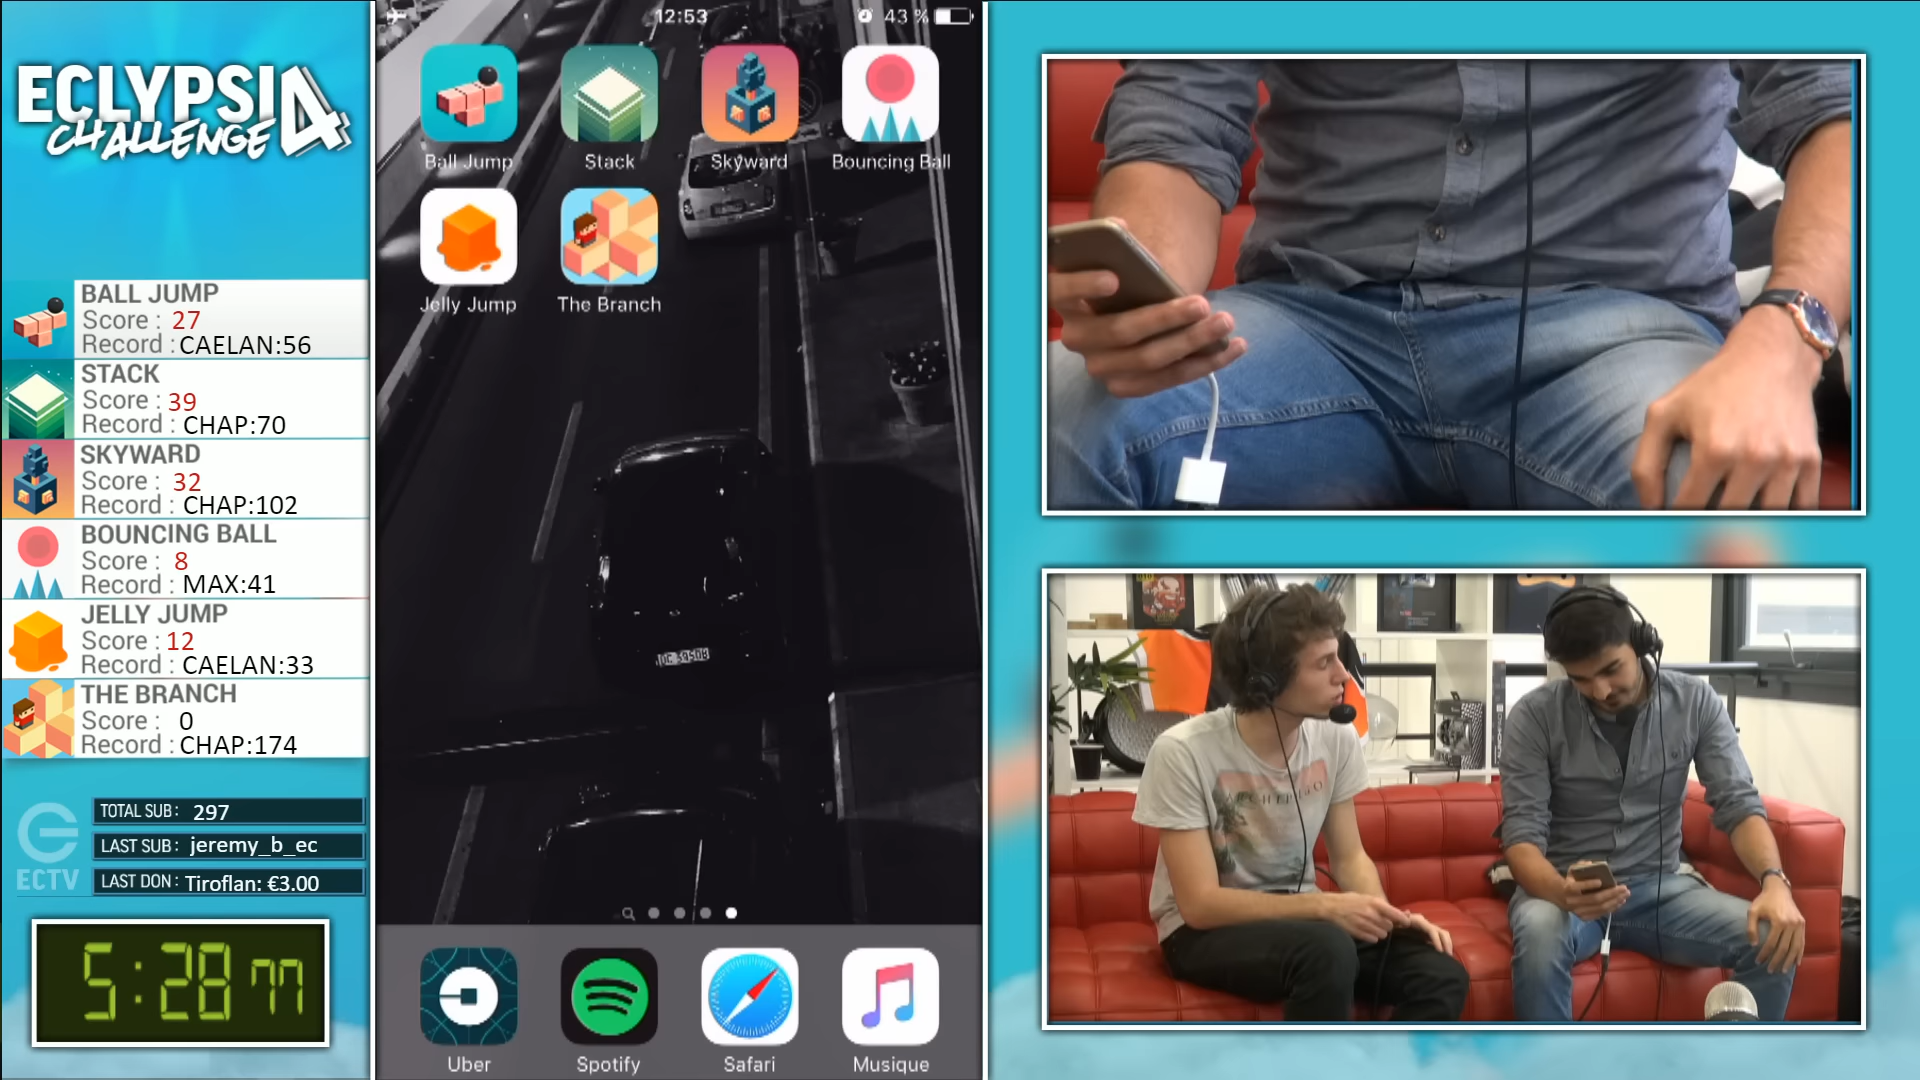 ECLYPSIA
CHALLENGE 4
BALL JUMP
Score : 27
Record : CAELAN:56
STACK
Score : 39
Record : CHAP:70
SKYWARD
Score : 32
Record : CHAP:102
BOUNCING BALL
Score : 8
Record : MAX:41
JELLY JUMP
Score : 12
Record : CAELAN:33
THE BRANCH
Score : 0
Record : CHAP:174
ECTV
TOTAL SUB : 297
LAST SUB : jeremy_b_ec
LAST DON : Tiroflan: €3.00
5:28 77
12:53
43 %
Ball Jump
Stack
Skyward
Bouncing Ball
Jelly Jump
The Branch
Uber
Spotify
Safari
Musique